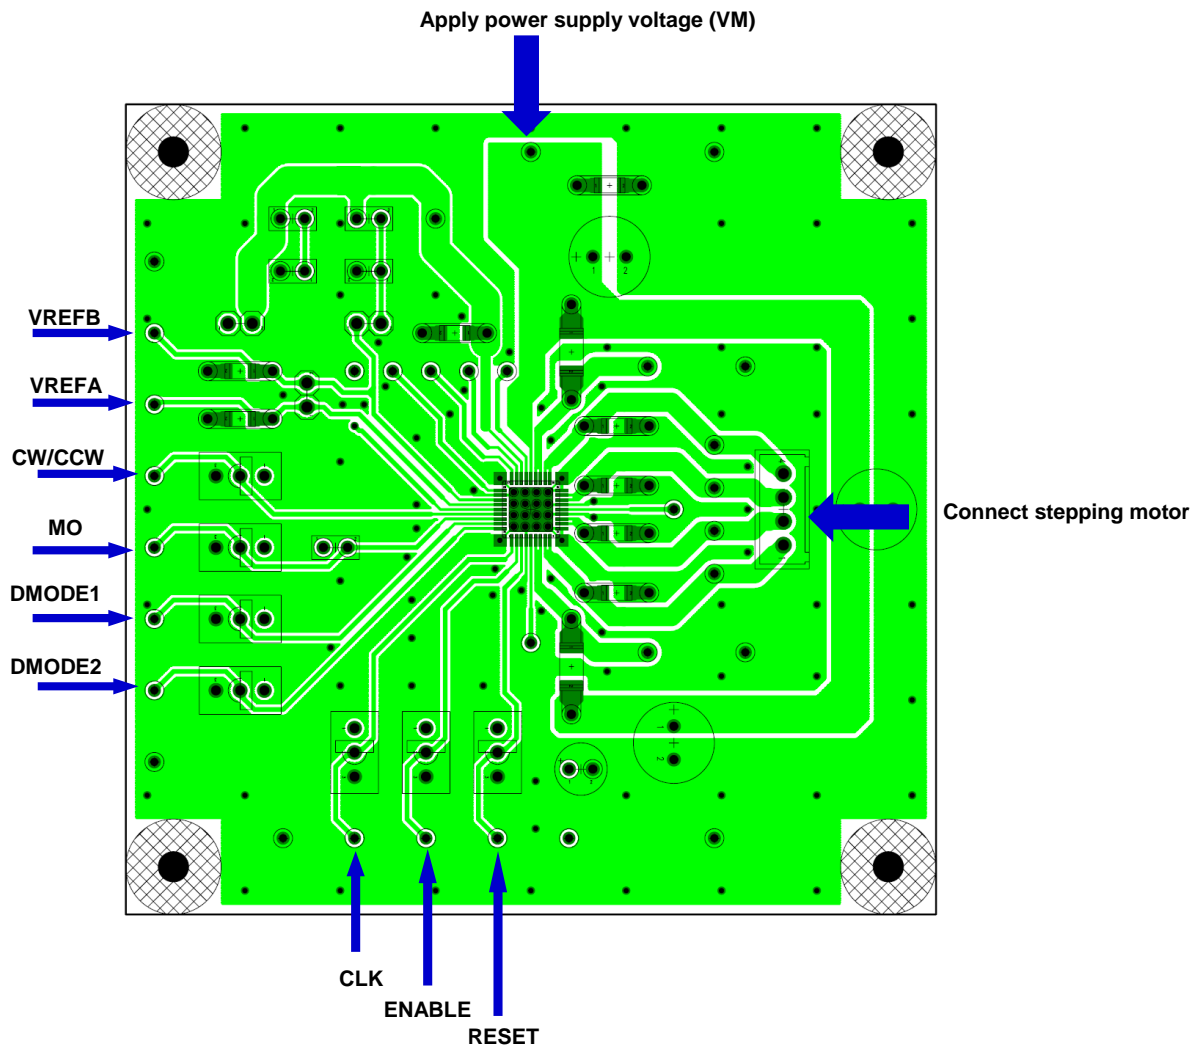 Apply power supply voltage (VM)
VREFB
VREFA
CW/CCW
MO
Connect stepping motor
DMODE1
DMODE2
CLK
ENABLE
RESET